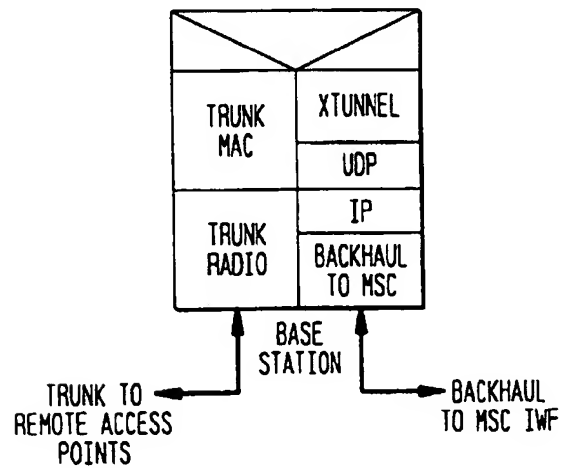 TRUNK
MAC
XTUNNEL
UDP
TRUNK
RADIO
IP
BACKHAUL
TO MSC
BASE
STATION
TRUNK TO
REMOTE ACCESS
POINTS
BACKHAUL
TO MSC IWF